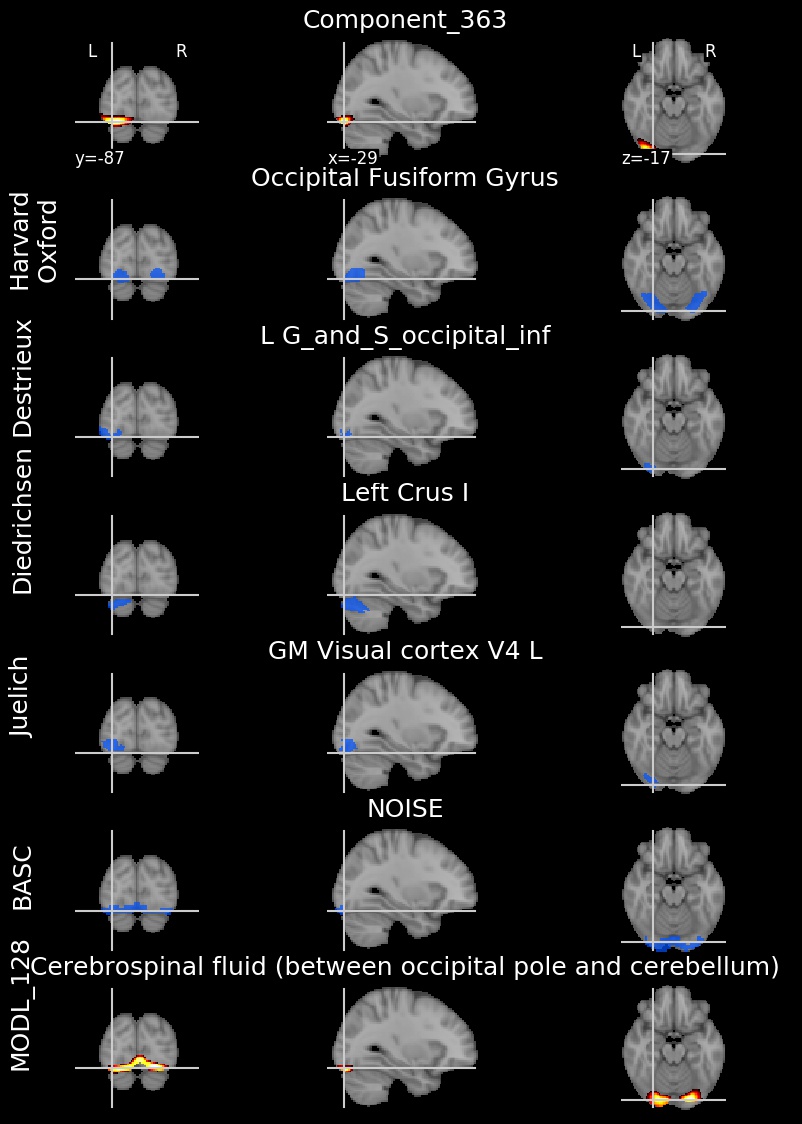 Component_363
L R
L R
y=-87
x=-29
z=-17
Occipital Fusiform Gyrus
Harvard
Oxford
L G_and_S_occipital_inf
Destrieux
Left Crus I
Diedrichsen
GM Visual cortex V4 L
Juelich
NOISE
BASC
Cerebrospinal fluid (between occipital pole and cerebellum)
MODL_128